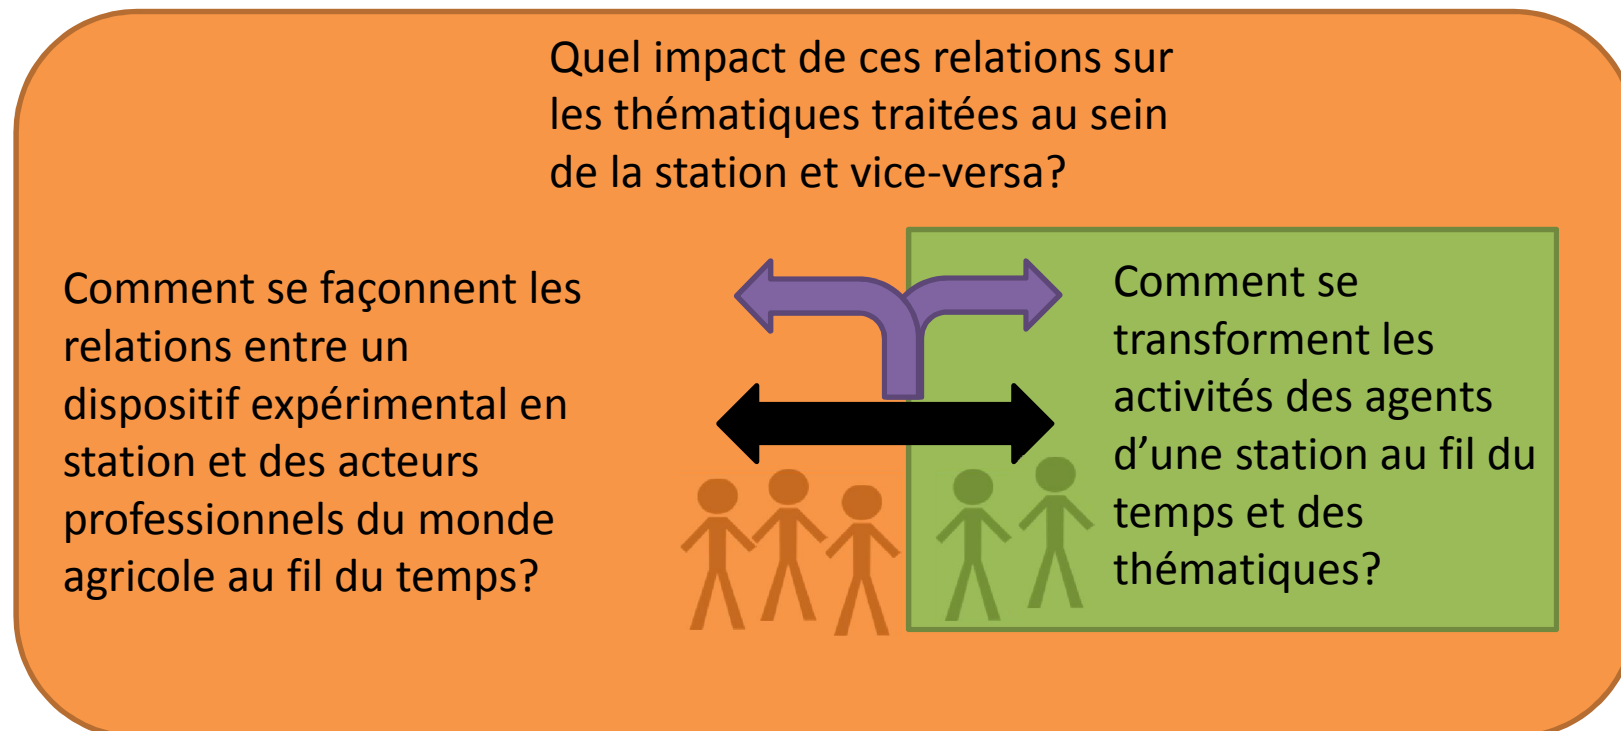 Quel impact de ces relations sur
les thématiques traitées au sein
de la station et vice-versa?
Comment se façonnent les
relations entre un
dispositif expérimental en
station et des acteurs
professionnels du monde
agricole au fil du temps?
Comment se
transforment les
activités des agents
d’une station au fil du
temps et des
thématiques?